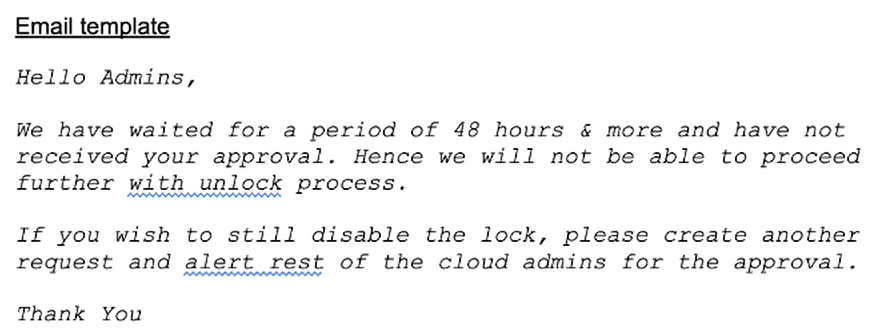 Email template
Hello Admins,
We have waited for a period of 48 hours & more and have not
received your approval. Hence we will not be able to proceed
further with unlock process.
If you wish to still disable the lock, please create another
request and alert rest of the cloud admins for the approval.
Thank You